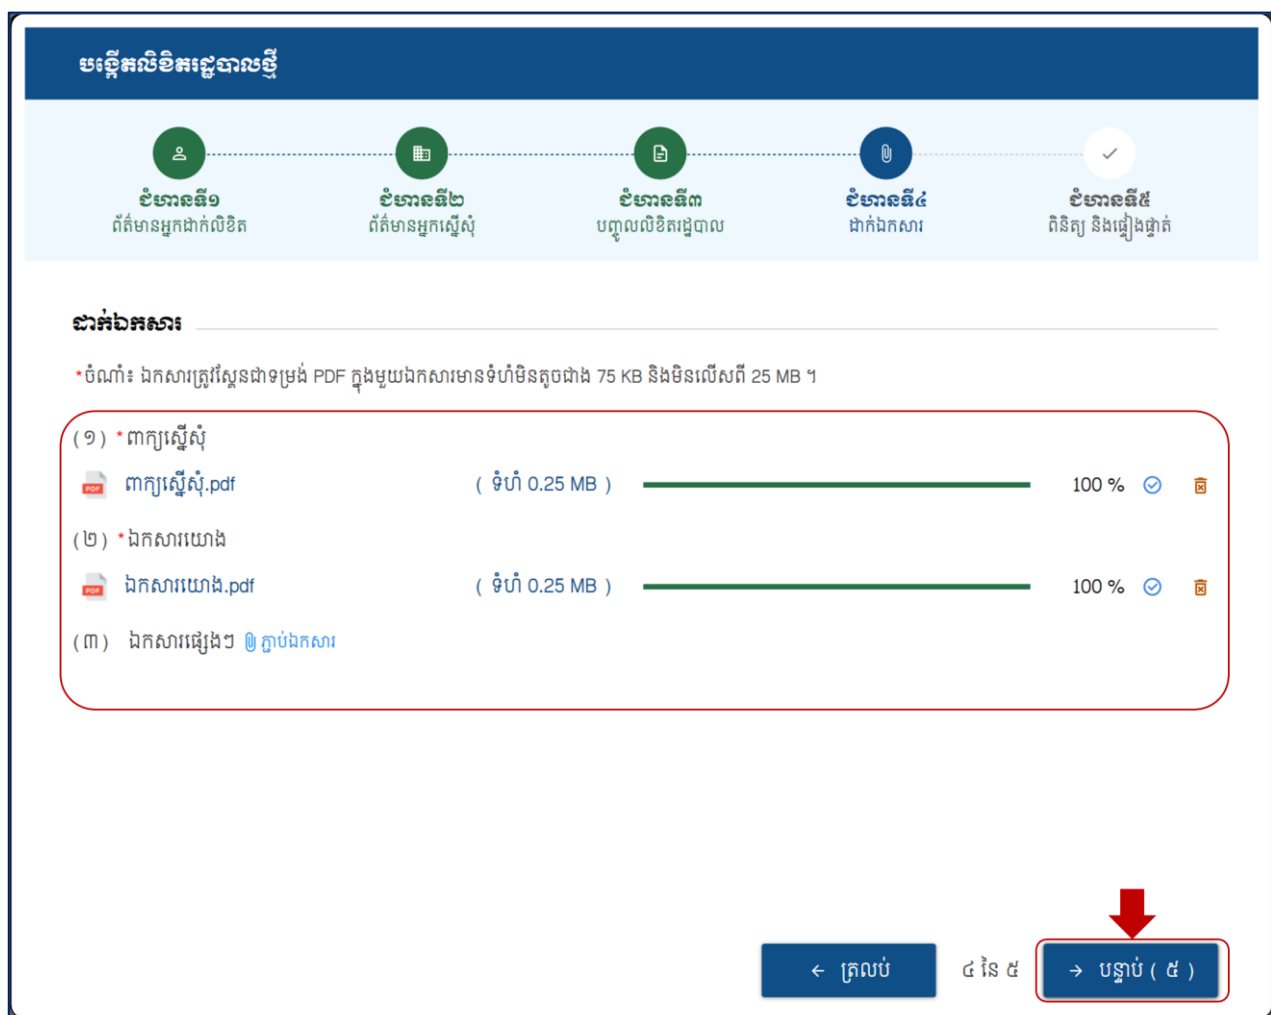 បង្កើតលិខិតរដ្ឋបាលថ្មី
ជំហានទី១
ព័ត៌មានអ្នកដាក់លិខិត
ជំហានទី២
ព័ត៌មានអ្នកស្នើសុំ
ជំហានទី៣
បញ្ចូលលិខិតរដ្ឋបាល
ជំហានទី៤
ដាក់ឯកសារ
ជំហានទី៥
ពិនិត្យ និងផ្ទៀងផ្ទាត់
ដាក់ឯកសារ
*ចំណាំ៖ ឯកសារត្រូវស្កែនជាទម្រង់ PDF ក្នុងមួយឯកសារមានទំហំមិនតូចជាង 75 KB និងមិនលើសពី 25 MB ។
(១) *ពាក្យស្នើសុំ
PDF ពាក្យស្នើសុំ.pdf ( ទំហំ 0.25 MB ) 100 %
(២) *ឯកសារយោង
PDF ឯកសារយោង.pdf ( ទំហំ 0.25 MB ) 100 %
(៣) ឯកសារផ្សេងៗ ភ្ជាប់ឯកសារ
← ត្រលប់ ៤ នៃ ៥ → បន្ទាប់ ( ៥ )